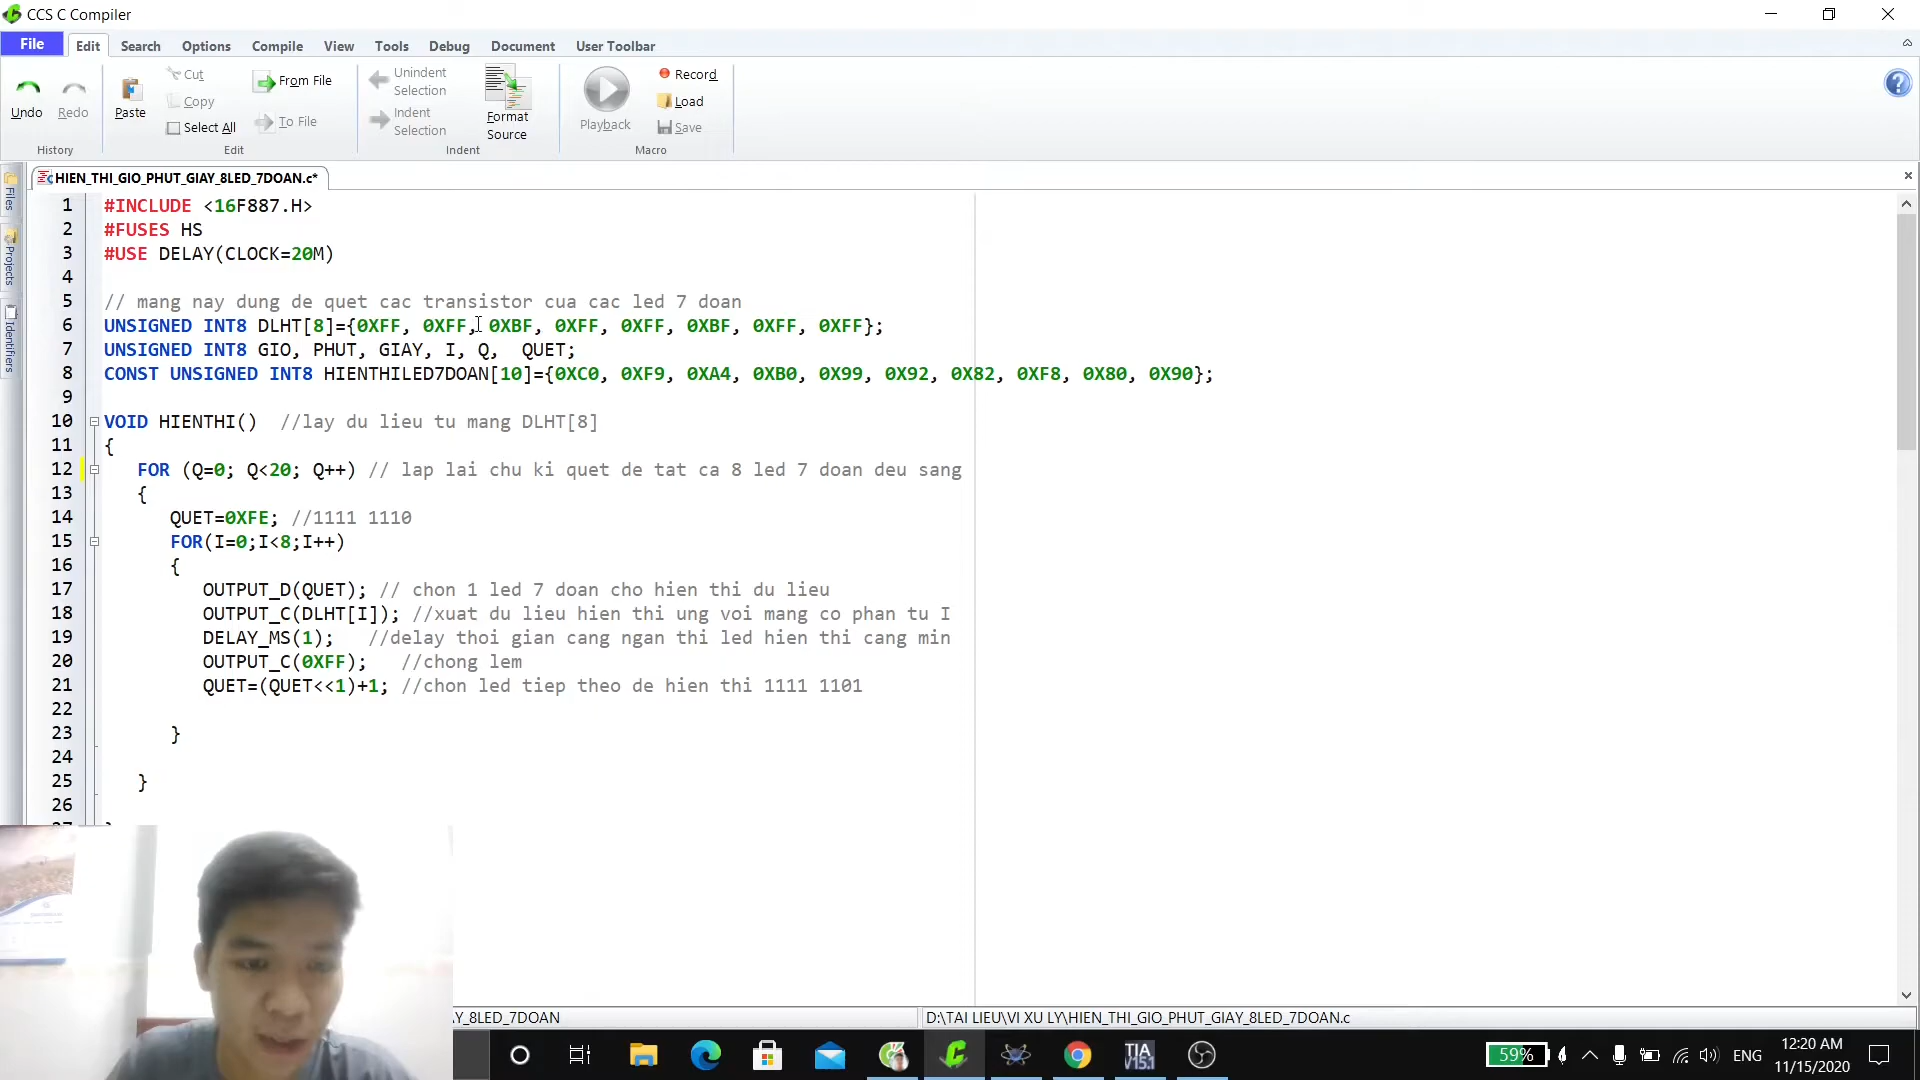 CCS C Compiler
File Edit Search Options Compile View Tools Debug Document User Toolbar
Undo Redo
History
Paste
Cut
Copy
Select All
From File
To File
Edit
Unindent Selection
Indent Selection
Indent
Format Source
Playback
Record
Load
Save
Macro
HIEN_THI_GIO_PHUT_GIAY_8LED_7DOAN.c*
Files
Projects
Identifiers
1 #INCLUDE <16F887.H>
2 #FUSES HS
3 #USE DELAY(CLOCK=20M)
4
5 // mang nay dung de quet cac transistor cua cac led 7 doan
6 UNSIGNED INT8 DLHT[8]={0XFF, 0XFF, 0XBF, 0XFF, 0XFF, 0XBF, 0XFF, 0XFF};
7 UNSIGNED INT8 GIO, PHUT, GIAY, I, Q,  QUET;
8 CONST UNSIGNED INT8 HIENTHILED7DOAN[10]={0XC0, 0XF9, 0XA4, 0XB0, 0X99, 0X92, 0X82, 0XF8, 0X80, 0X90};
9
10 VOID HIENTHI()  //lay du lieu tu mang DLHT[8]
11 {
12 FOR (Q=0; Q<20; Q++) // lap lai chu ki quet de tat ca 8 led 7 doan deu sang
13 {
14 QUET=0XFE; //1111 1110
15 FOR(I=0;I<8;I++)
16 {
17 OUTPUT_D(QUET); // chon 1 led 7 doan cho hien thi du lieu
18 OUTPUT_C(DLHT[I]); //xuat du lieu hien thi ung voi mang co phan tu I
19 DELAY_MS(1);   //delay thoi gian cang ngan thi led hien thi cang min
20 OUTPUT_C(0XFF);   //chong lem
21 QUET=(QUET<<1)+1; //chon led tiep theo de hien thi 1111 1101
22
23 }
24
25 }
26
Y_8LED_7DOAN
D:\TAI LIEU\VI XU LY\HIEN_THI_GIO_PHUT_GIAY_8LED_7DOAN.c
TIA V15.1
59%
ENG
12:20 AM
11/15/2020